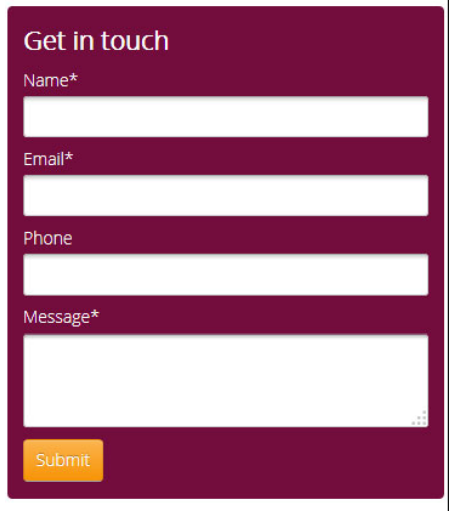 Get in touch
Name*
Email*
Phone
Message*
Submit